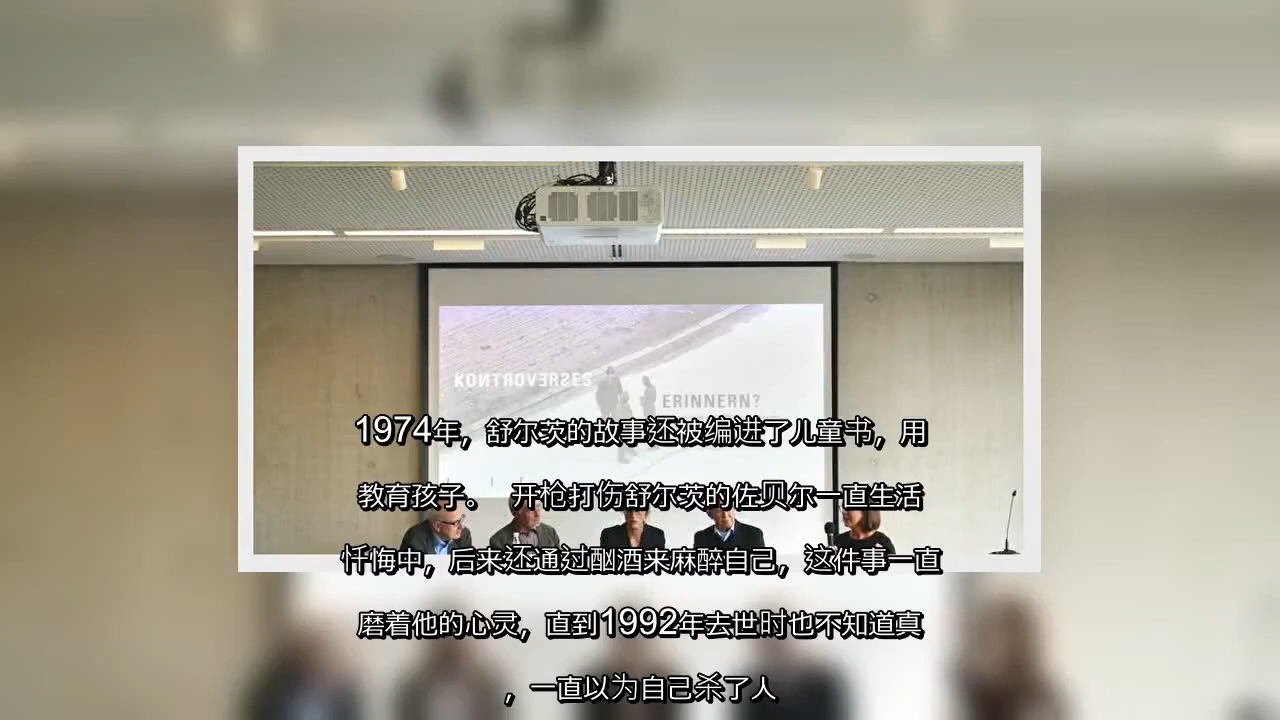 KONTROVERSES
ERINNERN?
1974年，舒尔茨的故事还被编进了儿童书，用
教育孩子。 开枪打伤舒尔茨的佐贝尔一直生活
忏悔中，后来还通过酗酒来麻醉自己，这件事一直
磨着他的心灵，直到1992年去世时也不知道真
，一直以为自己杀了人